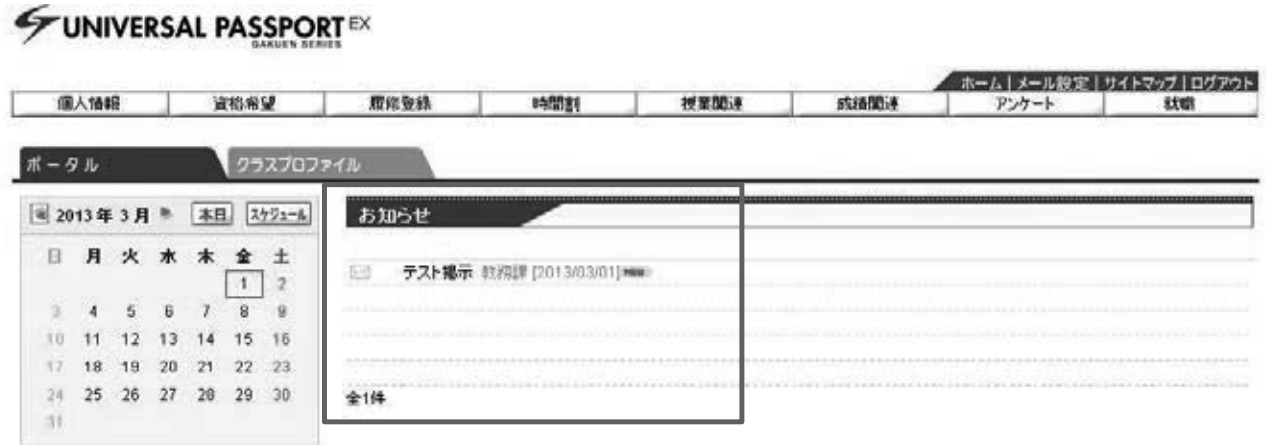 UNIVERSAL PASSPORT EX
GAKUEN SERIES
ホーム | メール設定 | サイトマップ | ログアウト
個人情報 資格希望 履修登録 時間割 授業関連 成績関連 アンケート 就職
ポータル クラスプロファイル
2013年3月 本日 スケジュール
お知らせ
日 月 火 水 木 金 土
テスト掲示 教務課 [2013/03/01]
1 2
3 4 5 6 7 8 9
10 11 12 13 14 15 16
17 18 19 20 21 22 23
24 25 26 27 28 29 30
全1件
31